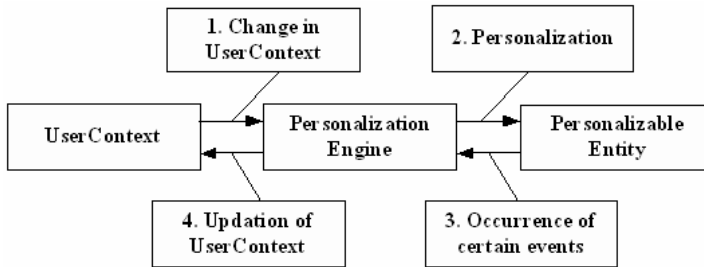 1. Change in
UserContext
2. Personalization
UserContext
Personalization
Engine
Personalizable
Entity
4. Updation of
UserContext
3. Occurrence of
certain events